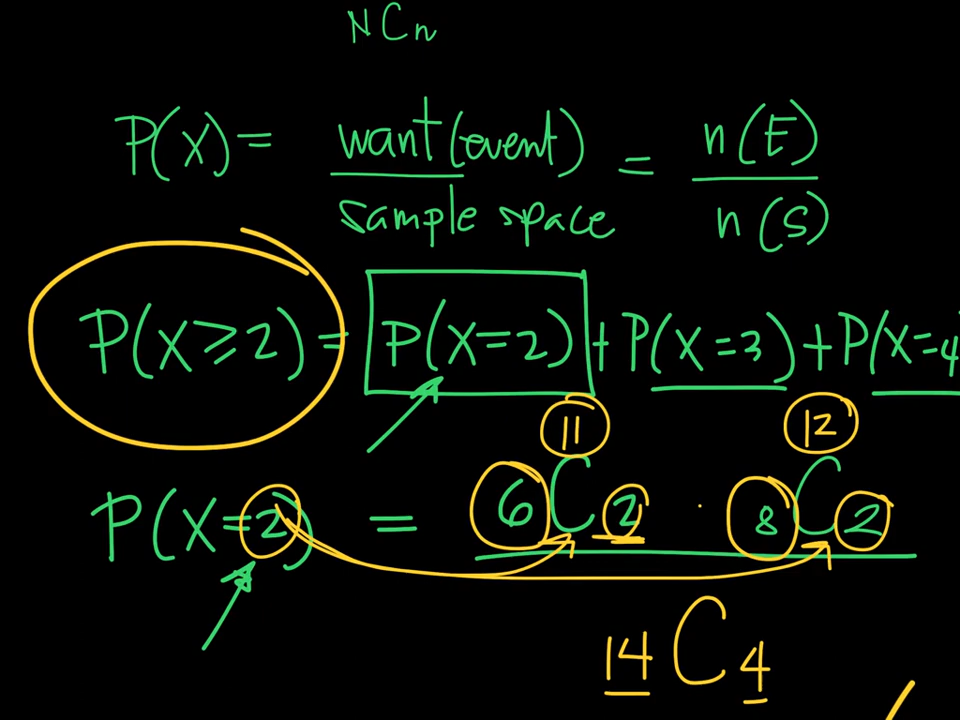 NCn
P(X) = want(event) / sample space = n(E) / n(S)
P(X≥2) = P(X=2) + P(X=3) + P(X=4
11 12
P(X=2) = 6C2 · 8C2
14C4